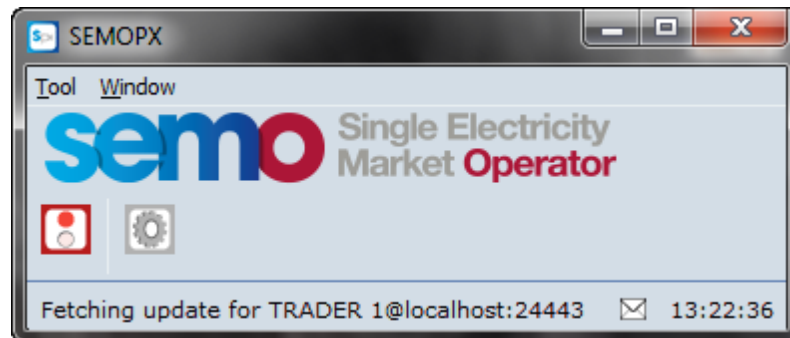 SEMOPX
Tool Window
semo Single Electricity
Market Operator
Fetching update for TRADER 1@localhost:24443 13:22:36